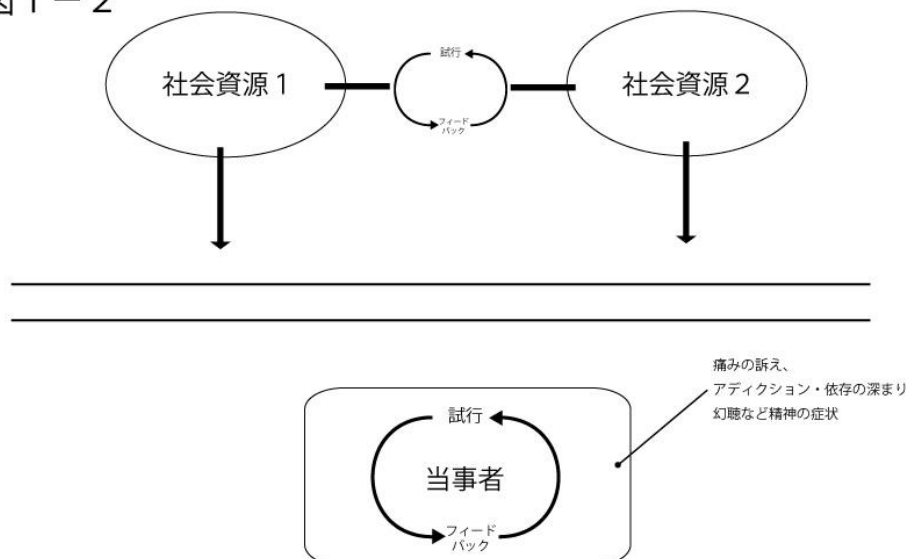 図1－2
社会資源1
試行
フィード
バック
社会資源2
痛みの訴え、
アディクション・依存の深まり
幻聴など精神の症状
試行
当事者
フィード
バック